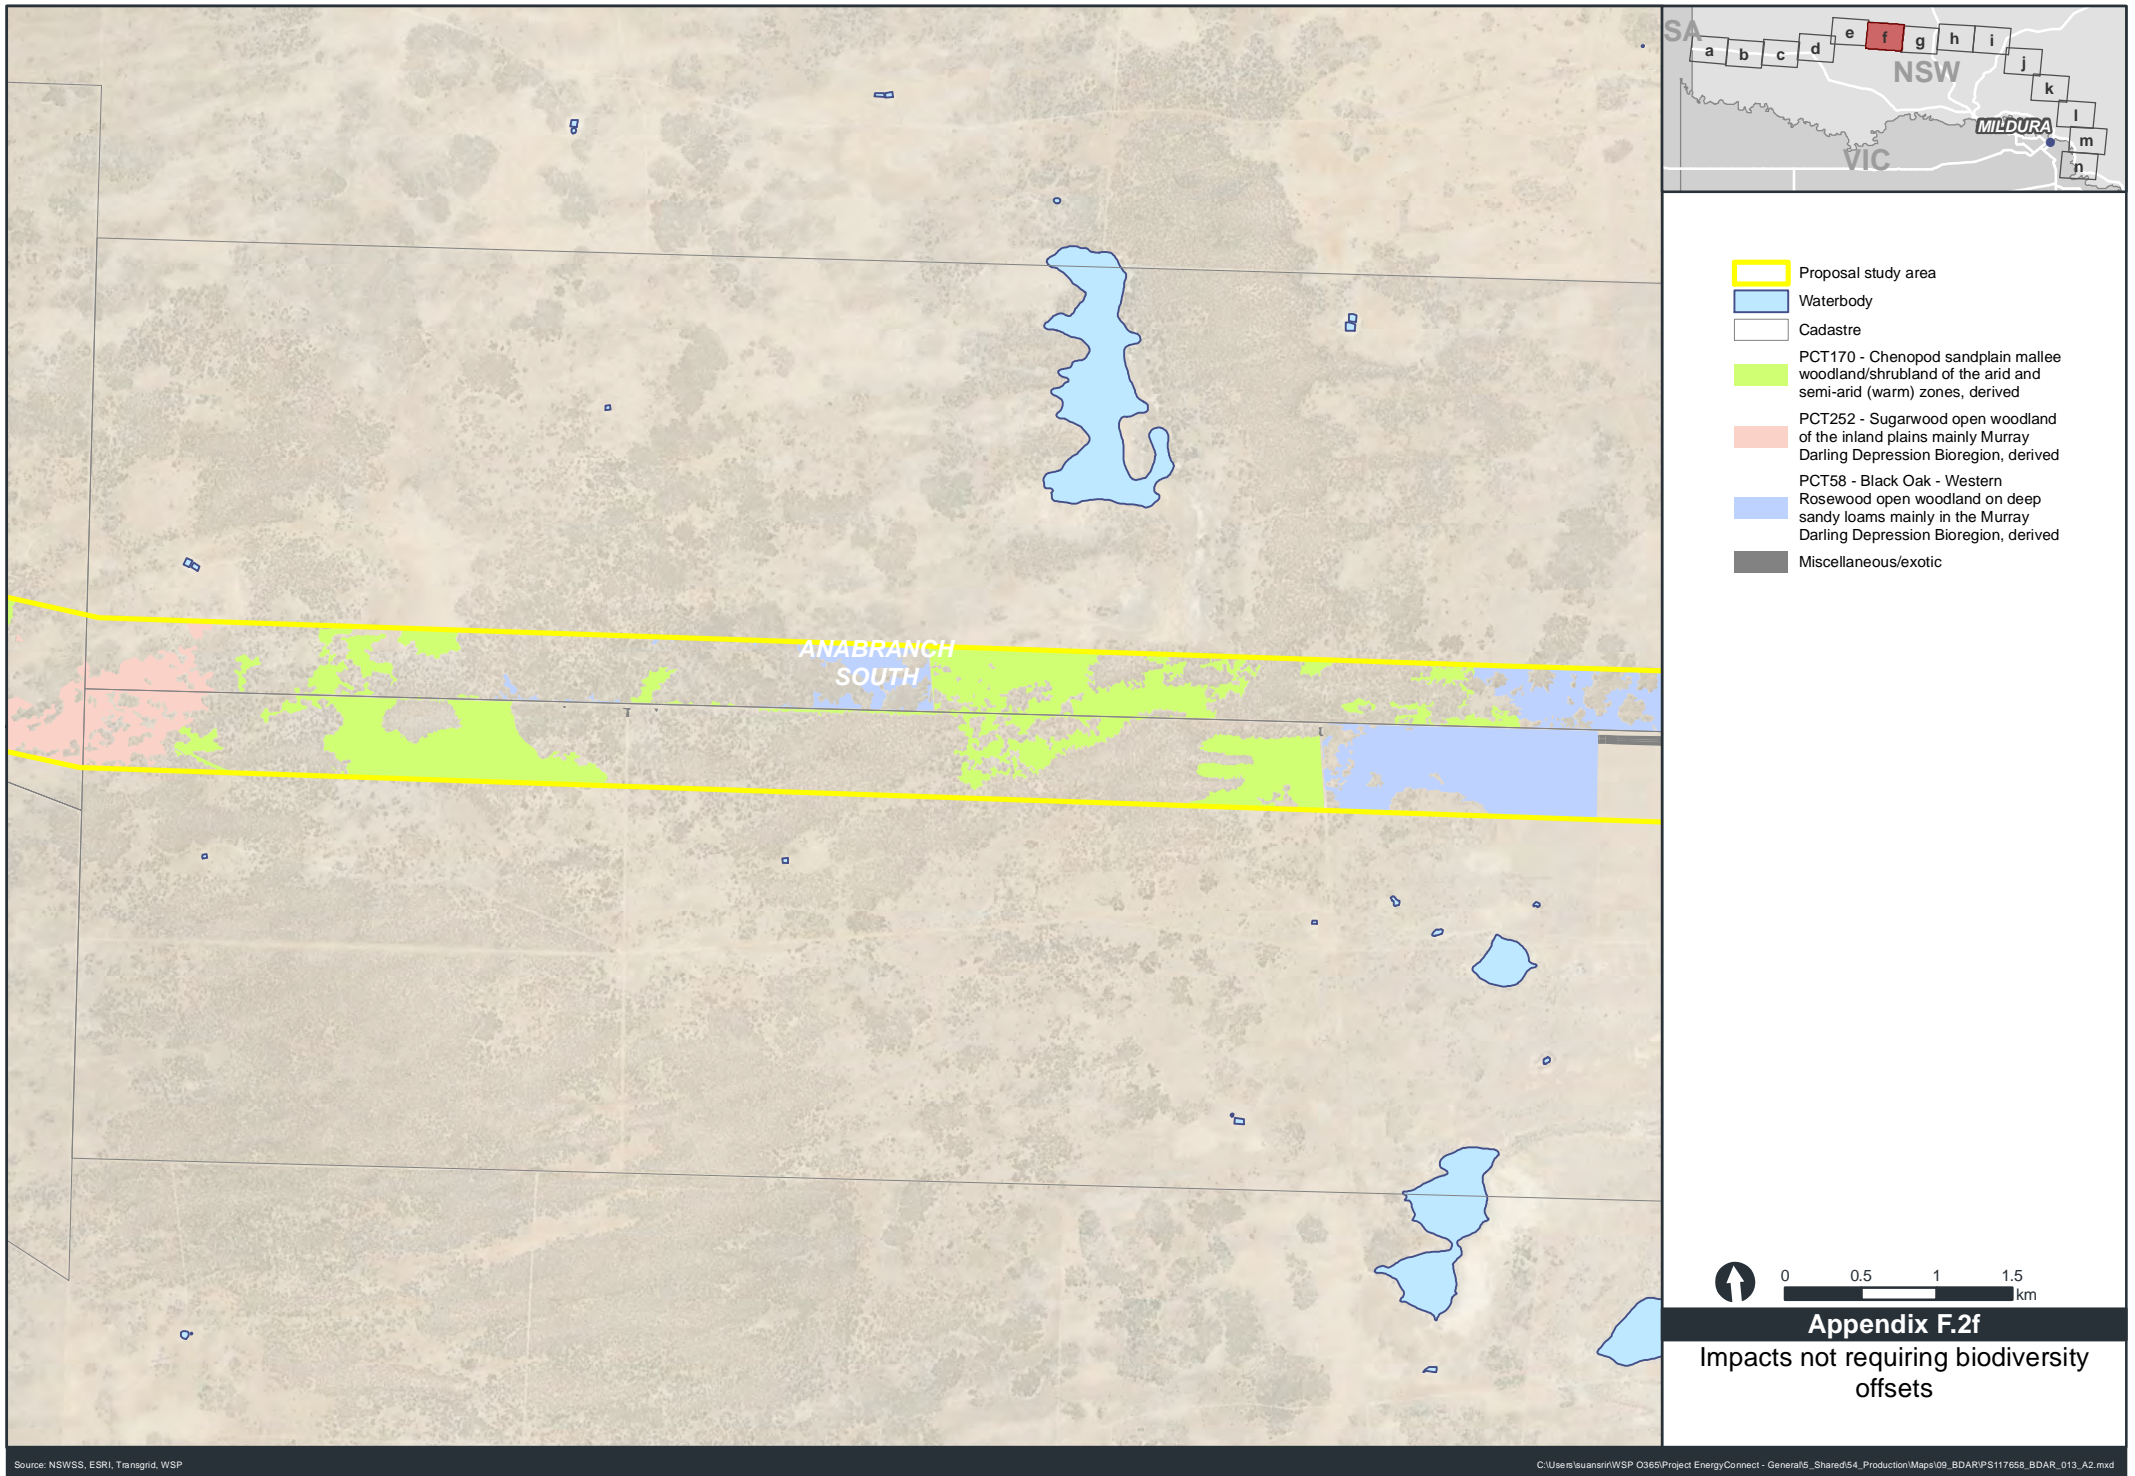 SA
a
b
c
d
e
f
g
h
i
j
k
l
m
n
NSW
MILDURA
VIC
Proposal study area
Waterbody
Cadastre
PCT170 - Chenopod sandplain mallee
woodland/shrubland of the arid and
semi-arid (warm) zones, derived
PCT252 - Sugarwood open woodland
of the inland plains mainly Murray
Darling Depression Bioregion, derived
PCT58 - Black Oak - Western
Rosewood open woodland on deep
sandy loams mainly in the Murray
Darling Depression Bioregion, derived
Miscellaneous/exotic
ANABRANCH
SOUTH
0 0.5 1 1.5
km
Appendix F.2f
Impacts not requiring biodiversity
offsets
Source: NSWSS, ESRI, Transgrid, WSP
C:\Users\suansrir\WSP O365\Project EnergyConnect - General\5_Shared\54_Production\Maps\09_BDAR\PS117658_BDAR_013_A2.mxd